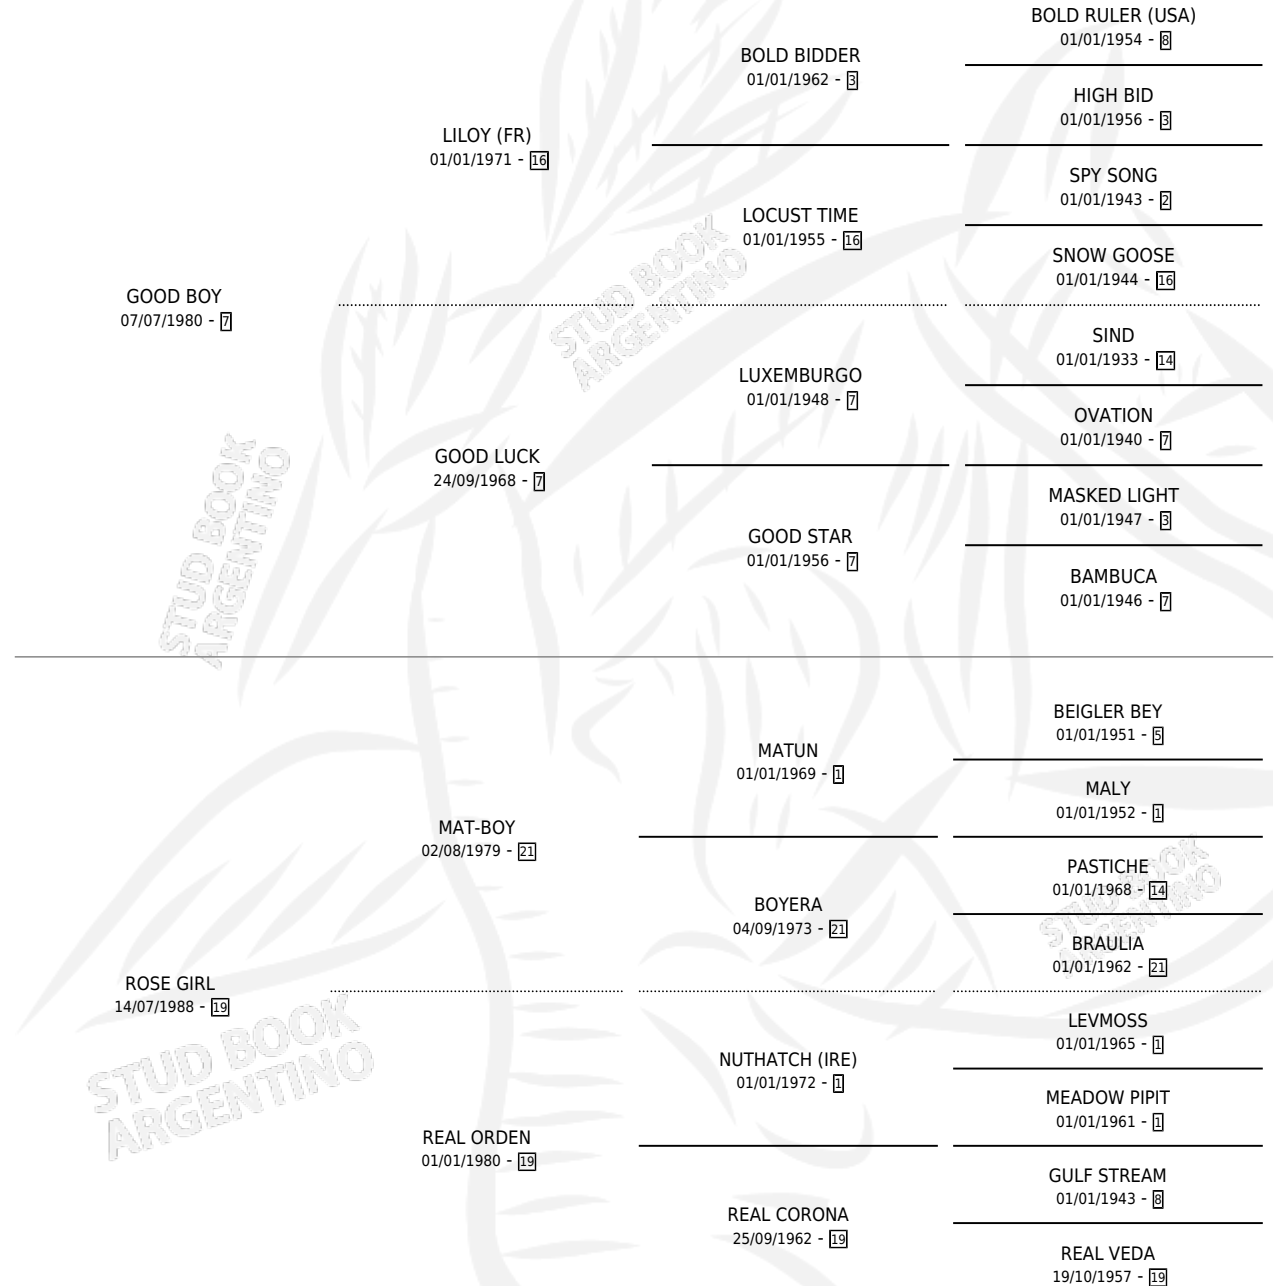 BOLD RULER (USA)
01/01/1954 - 8
BOLD BIDDER
01/01/1962 - 3
HIGH BID
01/01/1956 - 3
LILOY (FR)
01/01/1971 - 16
SPY SONG
01/01/1943 - 2
LOCUST TIME
01/01/1955 - 16
SNOW GOOSE
01/01/1944 - 16
GOOD BOY
07/07/1980 - 7
STUD BOOK
ARGENTINO
SIND
01/01/1933 - 14
LUXEMBURGO
01/01/1948 - 7
OVATION
01/01/1940 - 7
GOOD LUCK
24/09/1968 - 7
MASKED LIGHT
01/01/1947 - 3
GOOD STAR
01/01/1956 - 7
BAMBUCA
01/01/1946 - 7
STUD BOOK
ARGENTINO
BEIGLER BEY
01/01/1951 - 5
MATUN
01/01/1969 - 1
MALY
01/01/1952 - 1
MAT-BOY
02/08/1979 - 21
PASTICHE
01/01/1968 - 14
BOYERA
04/09/1973 - 21
BRAULIA
01/01/1962 - 21
STUD BOOK
ARGENTINO
ROSE GIRL
14/07/1988 - 19
LEVMOSS
01/01/1965 - 1
NUTHATCH (IRE)
01/01/1972 - 1
MEADOW PIPIT
01/01/1961 - 1
STUD BOOK
ARGENTINO
REAL ORDEN
01/01/1980 - 19
GULF STREAM
01/01/1943 - 8
REAL CORONA
25/09/1962 - 19
REAL VEDA
19/10/1957 - 19